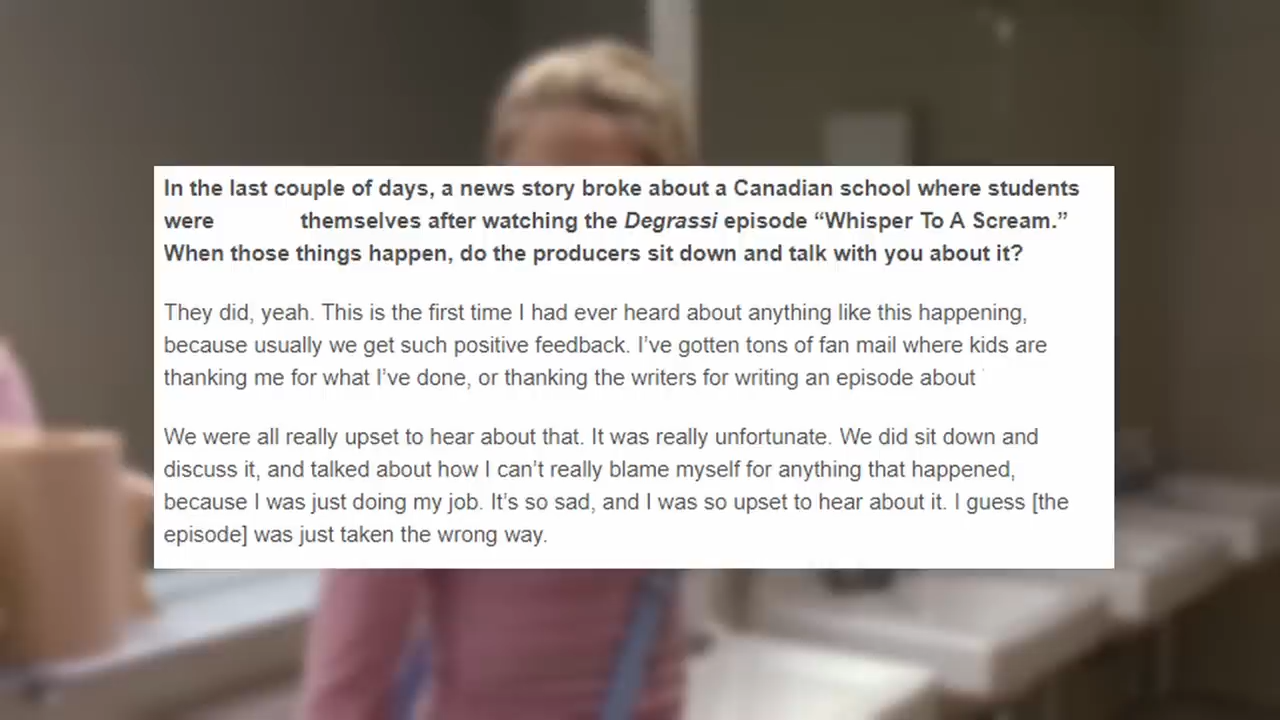 In the last couple of days, a news story broke about a Canadian school where students
were themselves after watching the Degrassi episode “Whisper To A Scream.”
When those things happen, do the producers sit down and talk with you about it?
They did, yeah. This is the first time I had ever heard about anything like this happening,
because usually we get such positive feedback. I’ve gotten tons of fan mail where kids are
thanking me for what I’ve done, or thanking the writers for writing an episode about
We were all really upset to hear about that. It was really unfortunate. We did sit down and
discuss it, and talked about how I can’t really blame myself for anything that happened,
because I was just doing my job. It’s so sad, and I was so upset to hear about it. I guess [the
episode] was just taken the wrong way.